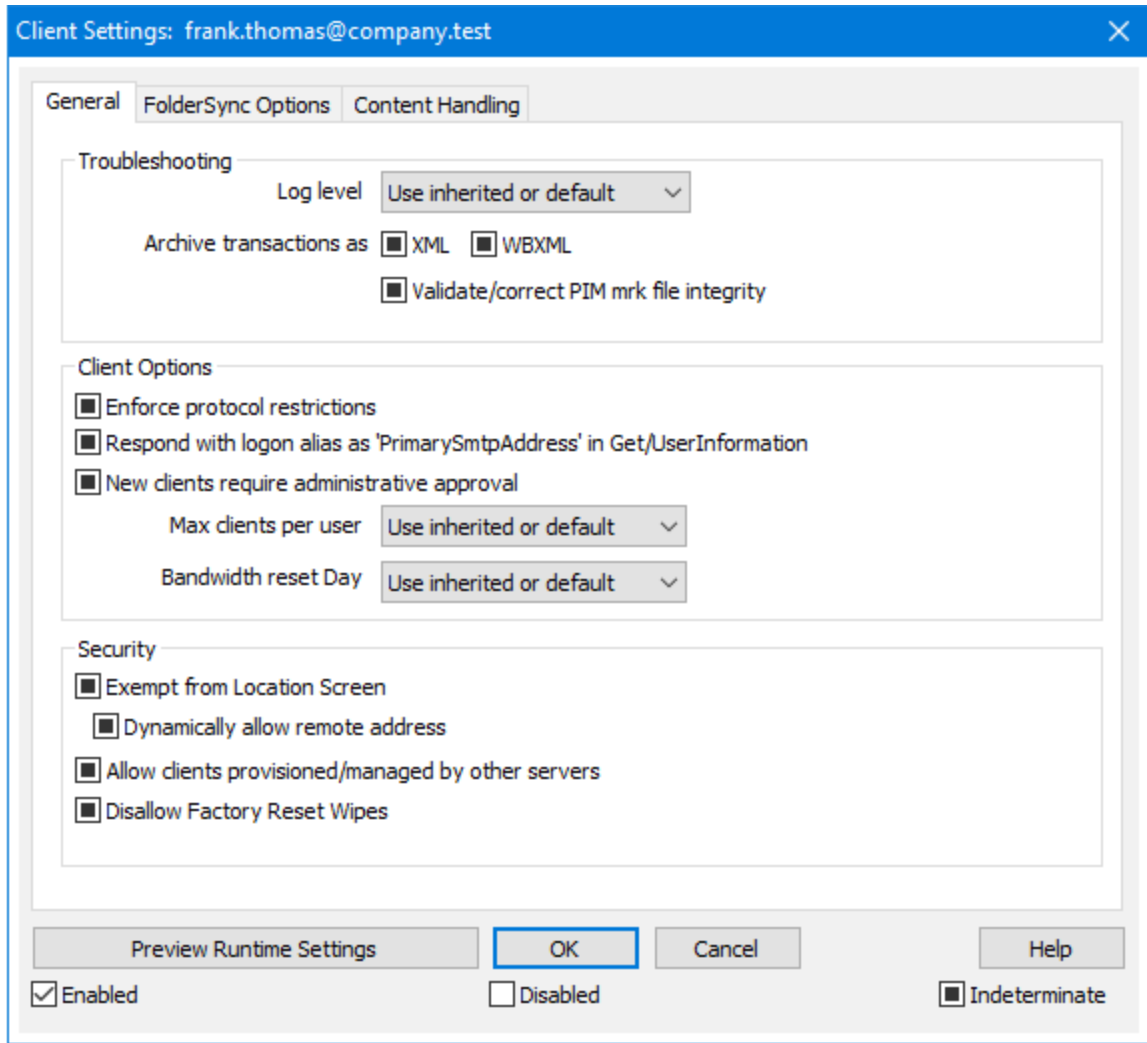 Client Settings: frank.thomas@company.test
General FolderSync Options Content Handling
Troubleshooting
Log level Use inherited or default
Archive transactions as XML WBXML
Validate/correct PIM mrk file integrity
Client Options
Enforce protocol restrictions
Respond with logon alias as 'PrimarySmtpAddress' in Get/UserInformation
New clients require administrative approval
Max clients per user Use inherited or default
Bandwidth reset Day Use inherited or default
Security
Exempt from Location Screen
Dynamically allow remote address
Allow clients provisioned/managed by other servers
Disallow Factory Reset Wipes
Preview Runtime Settings OK Cancel Help
Enabled Disabled Indeterminate